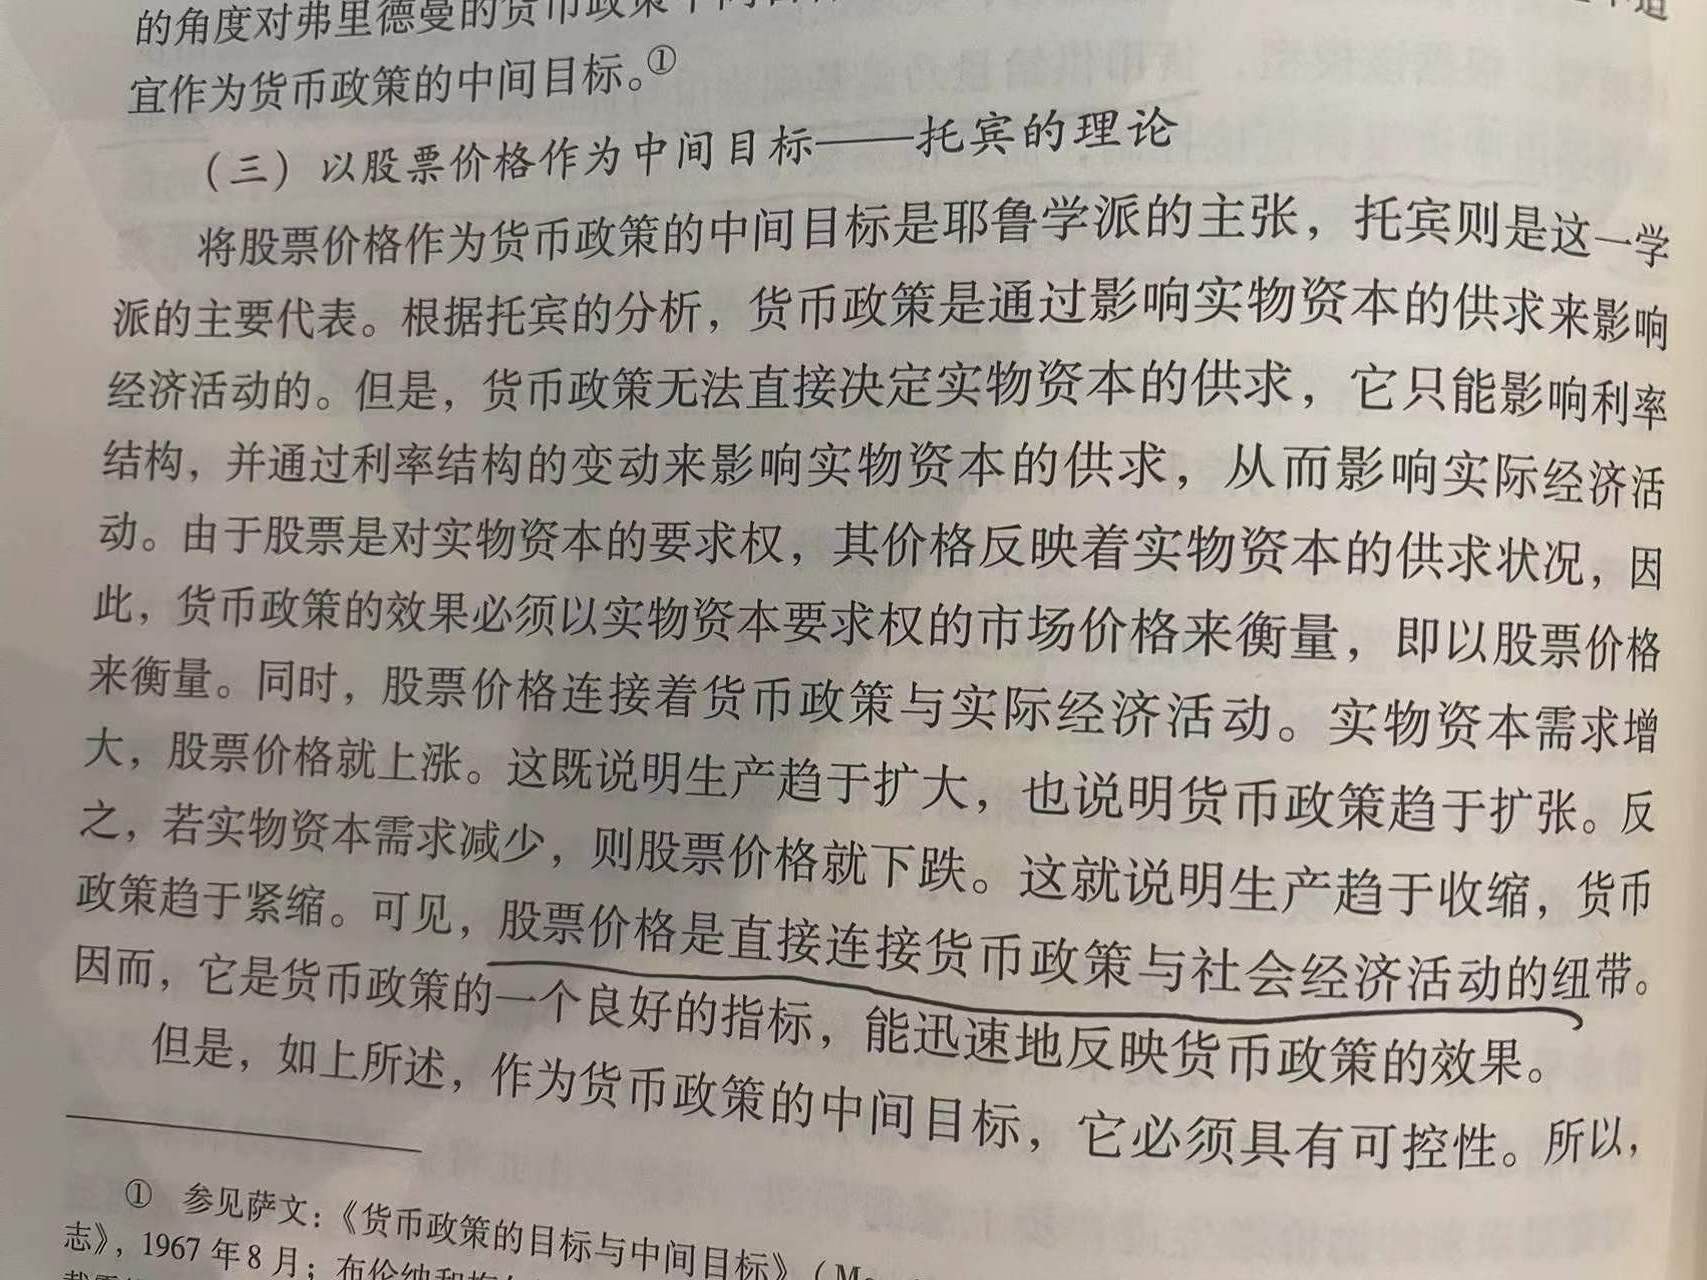 的角度对弗里德曼的货币政策中间目标
宜作为货币政策的中间目标。①
（三）以股票价格作为中间目标——托宾的理论
将股票价格作为货币政策的中间目标是耶鲁学派的主张，托宾则是这一学
派的主要代表。根据托宾的分析，货币政策是通过影响实物资本的供求来影响
经济活动的。但是，货币政策无法直接决定实物资本的供求，它只能影响利率
结构，并通过利率结构的变动来影响实物资本的供求，从而影响实际经济活
动。由于股票是对实物资本的要求权，其价格反映着实物资本的供求状况，因
此，货币政策的效果必须以实物资本要求权的市场价格来衡量，即以股票价格
来衡量。同时，股票价格连接着货币政策与实际经济活动。实物资本需求增
大，股票价格就上涨。这既说明生产趋于扩大，也说明货币政策趋于扩张。反
之，若实物资本需求减少，则股票价格就下跌。这就说明生产趋于收缩，货币
政策趋于紧缩。可见，股票价格是直接连接货币政策与社会经济活动的纽带。
因而，它是货币政策的一个良好的指标，能迅速地反映货币政策的效果。
但是，如上所述，作为货币政策的中间目标，它必须具有可控性。所以，
① 参见萨文：《货币政策的目标与中间目标》（
志》，1967年8月；布伦纳和